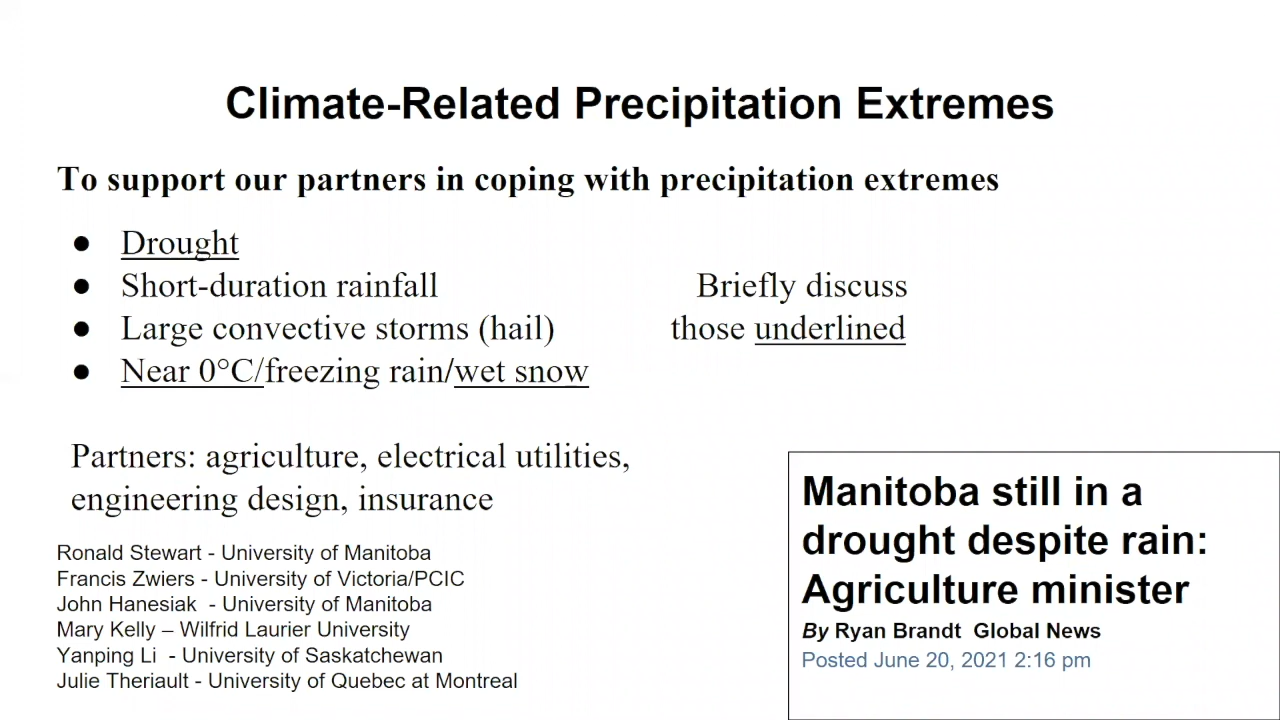 Climate-Related Precipitation Extremes
To support our partners in coping with precipitation extremes
● Drought
● Short-duration rainfall
● Large convective storms (hail)
● Near 0°C/freezing rain/wet snow
Briefly discuss
those underlined
Partners: agriculture, electrical utilities,
engineering design, insurance
Ronald Stewart - University of Manitoba
Francis Zwiers - University of Victoria/PCIC
John Hanesiak - University of Manitoba
Mary Kelly – Wilfrid Laurier University
Yanping Li - University of Saskatchewan
Julie Theriault - University of Quebec at Montreal
Manitoba still in a
drought despite rain:
Agriculture minister
By Ryan Brandt Global News
Posted June 20, 2021 2:16 pm